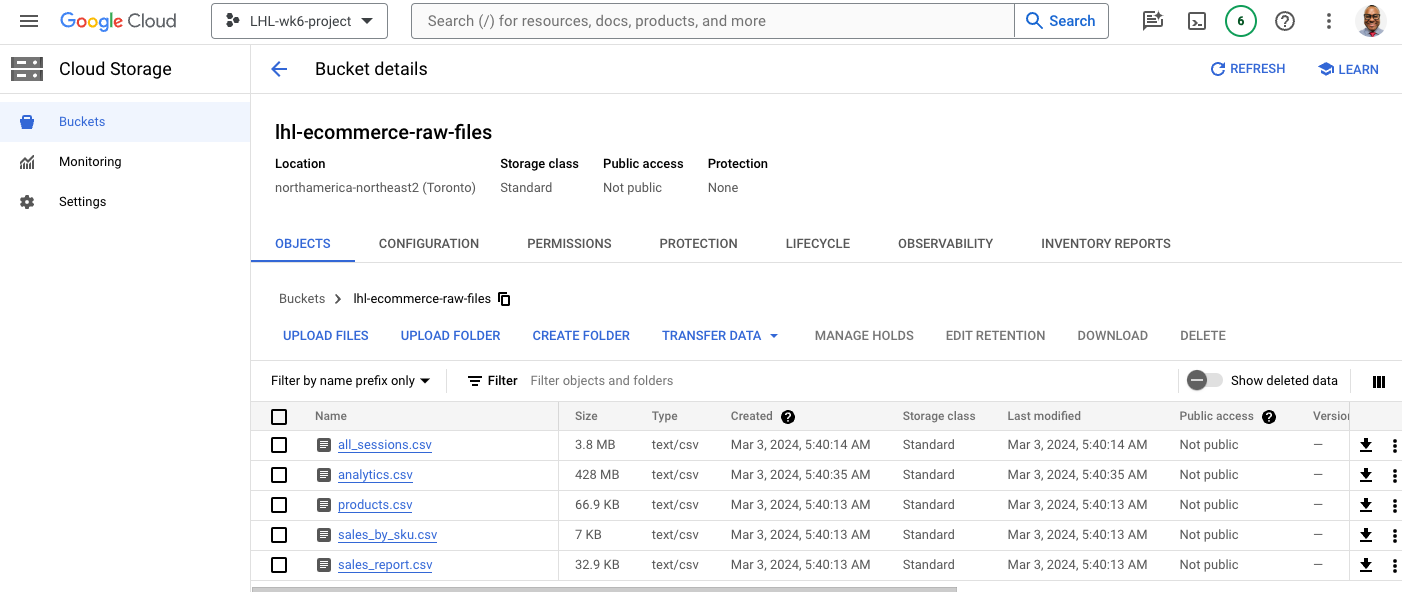 Google Cloud LHL-wk6-project Search (/) for resources, docs, products, and more Search 6
Cloud Storage Bucket details REFRESH LEARN
Buckets
Monitoring
Settings
lhl-ecommerce-raw-files
Location Storage class Public access Protection
northamerica-northeast2 (Toronto) Standard Not public None
OBJECTS CONFIGURATION PERMISSIONS PROTECTION LIFECYCLE OBSERVABILITY INVENTORY REPORTS
Buckets lhl-ecommerce-raw-files
UPLOAD FILES UPLOAD FOLDER CREATE FOLDER TRANSFER DATA MANAGE HOLDS EDIT RETENTION DOWNLOAD DELETE
Filter by name prefix only Filter Filter objects and folders Show deleted data
Name Size Type Created Storage class Last modified Public access Version
all_sessions.csv 3.8 MB text/csv Mar 3, 2024, 5:40:14 AM Standard Mar 3, 2024, 5:40:14 AM Not public —
analytics.csv 428 MB text/csv Mar 3, 2024, 5:40:35 AM Standard Mar 3, 2024, 5:40:35 AM Not public —
products.csv 66.9 KB text/csv Mar 3, 2024, 5:40:13 AM Standard Mar 3, 2024, 5:40:13 AM Not public —
sales_by_sku.csv 7 KB text/csv Mar 3, 2024, 5:40:13 AM Standard Mar 3, 2024, 5:40:13 AM Not public —
sales_report.csv 32.9 KB text/csv Mar 3, 2024, 5:40:13 AM Standard Mar 3, 2024, 5:40:13 AM Not public —